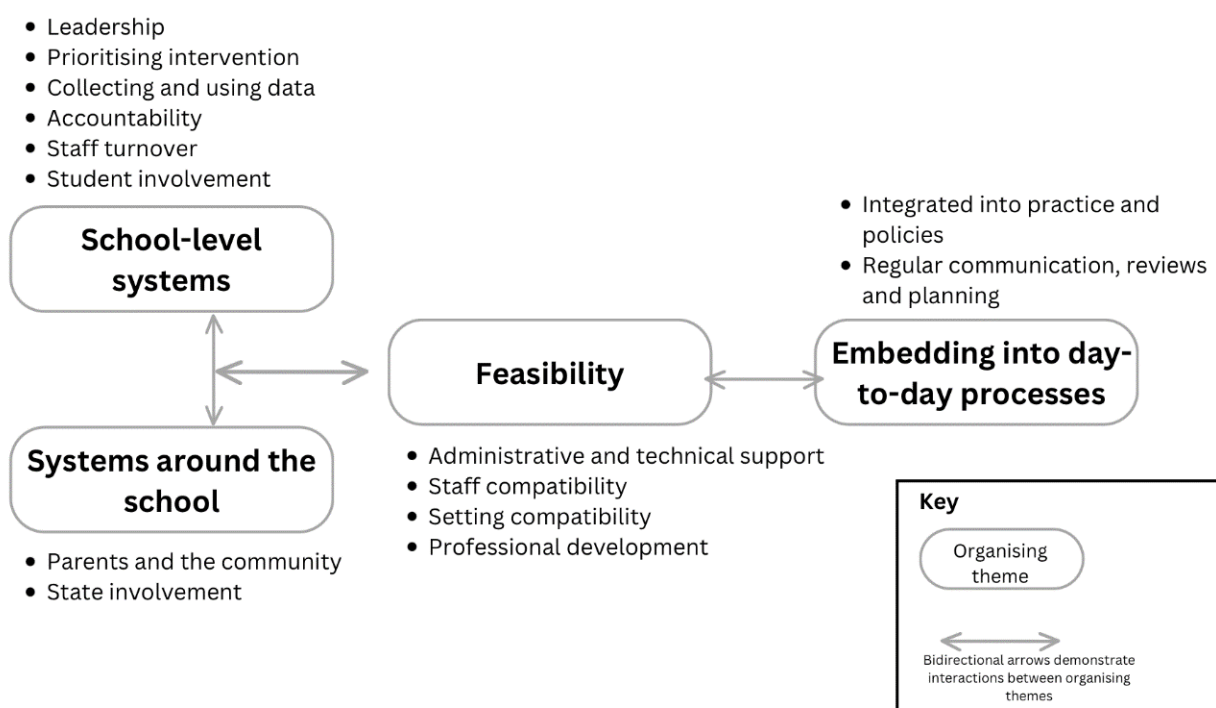 • Leadership
• Prioritising intervention
• Collecting and using data
• Accountability
• Staff turnover
• Student involvement
School-level
systems
Systems around the
school
• Parents and the community
• State involvement
Feasibility
• Administrative and technical support
• Staff compatibility
• Setting compatibility
• Professional development
• Integrated into practice and
policies
• Regular communication, reviews
and planning
Embedding into day-
to-day processes
Key
Organising
theme
Bidirectional arrows demonstrate
interactions between organising
themes